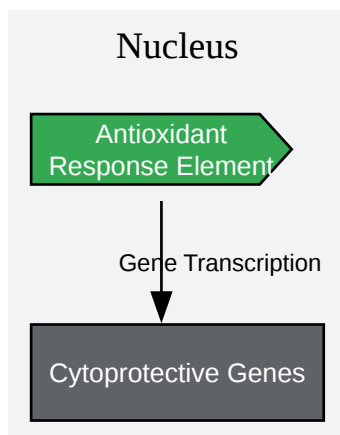 Nucleus
Antioxidant
Response Element
Gene Transcription
Cytoprotective Genes